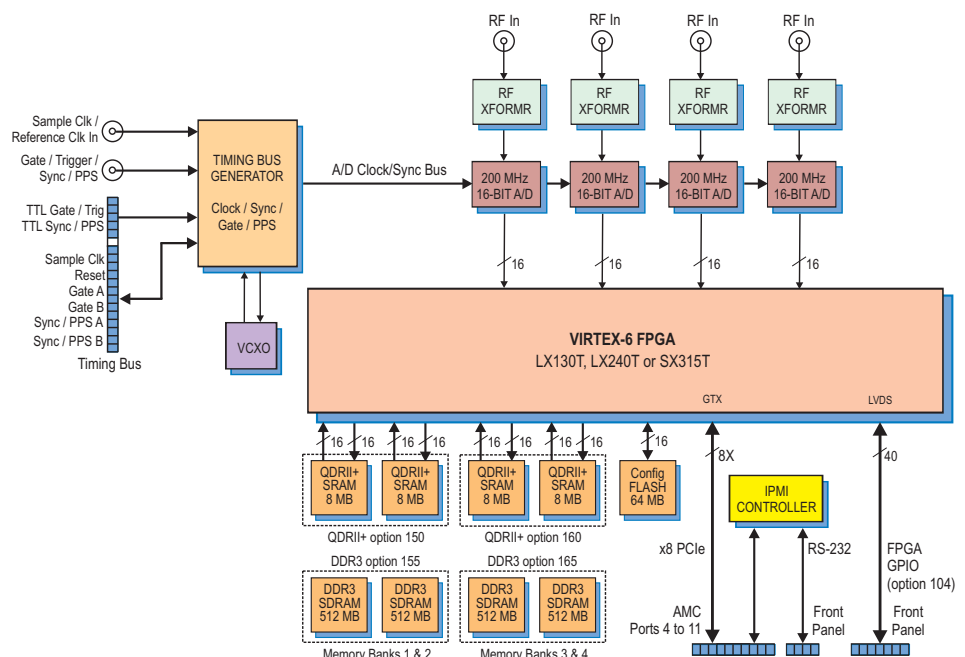 RF In
RF In
RF In
RF In
RF
XFORMR
RF
XFORMR
RF
XFORMR
RF
XFORMR
Sample Clk /
Reference Clk In
Gate / Trigger /
Sync / PPS
TTL Gate / Trig
TTL Sync / PPS
Sample Clk
Reset
Gate A
Gate B
Sync / PPS A
Sync / PPS B
Timing Bus
TIMING BUS
GENERATOR
Clock / Sync /
Gate / PPS
VCXO
A/D Clock/Sync Bus
200 MHz
16-BIT A/D
200 MHz
16-BIT A/D
200 MHz
16-BIT A/D
200 MHz
16-BIT A/D
16
16
16
16
VIRTEX-6 FPGA
LX130T, LX240T or SX315T
GTX
LVDS
16
16
16
16
16
16
16
16
16
8X
40
QDRII+
SRAM
8 MB
QDRII+
SRAM
8 MB
QDRII+
SRAM
8 MB
QDRII+
SRAM
8 MB
Config
FLASH
64 MB
IPMI
CONTROLLER
QDRII+ option 150
QDRII+ option 160
DDR3 option 155
DDR3 option 165
x8 PCIe
RS-232
FPGA
GPIO
(option 104)
DDR3
SDRAM
512 MB
DDR3
SDRAM
512 MB
DDR3
SDRAM
512 MB
DDR3
SDRAM
512 MB
AMC
Ports 4 to 11
Front
Panel
Front
Panel
Memory Banks 1 & 2
Memory Banks 3 & 4